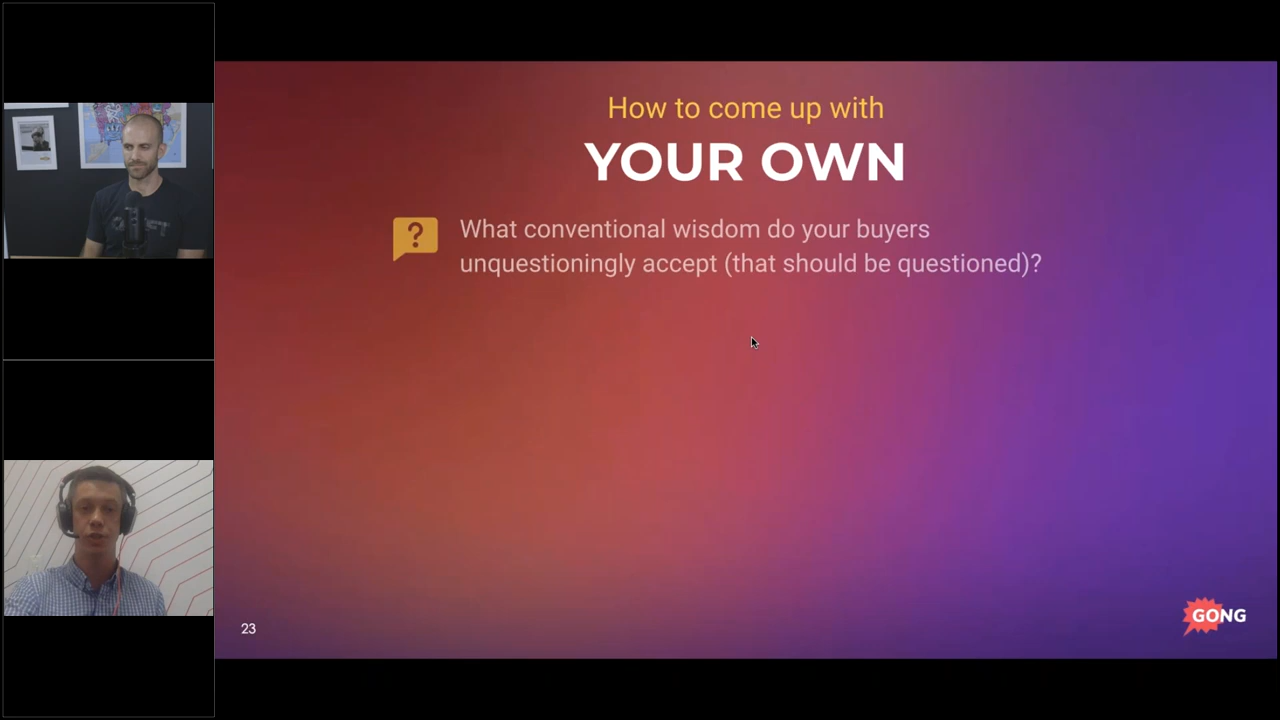 How to come up with
YOUR OWN
?
What conventional wisdom do your buyers
unquestioningly accept (that should be questioned)?
23
GONG